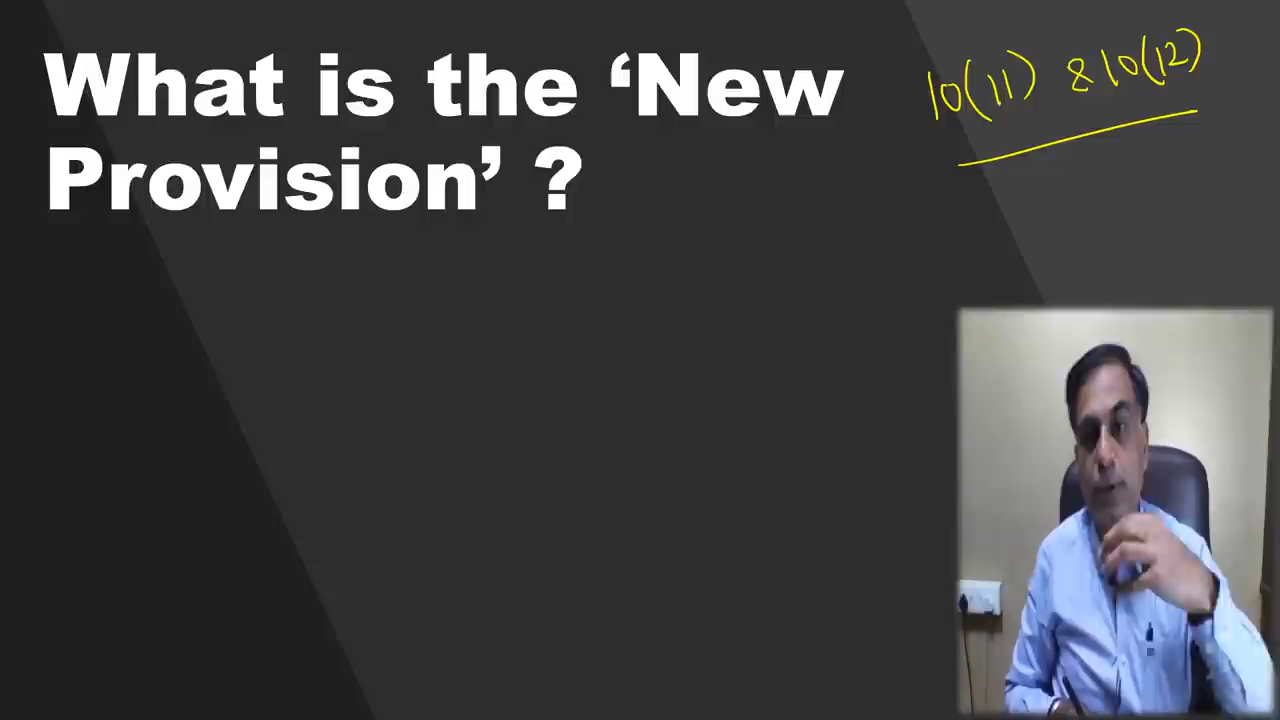 What is the ‘New
Provision’ ?
10(11) & 10(12)